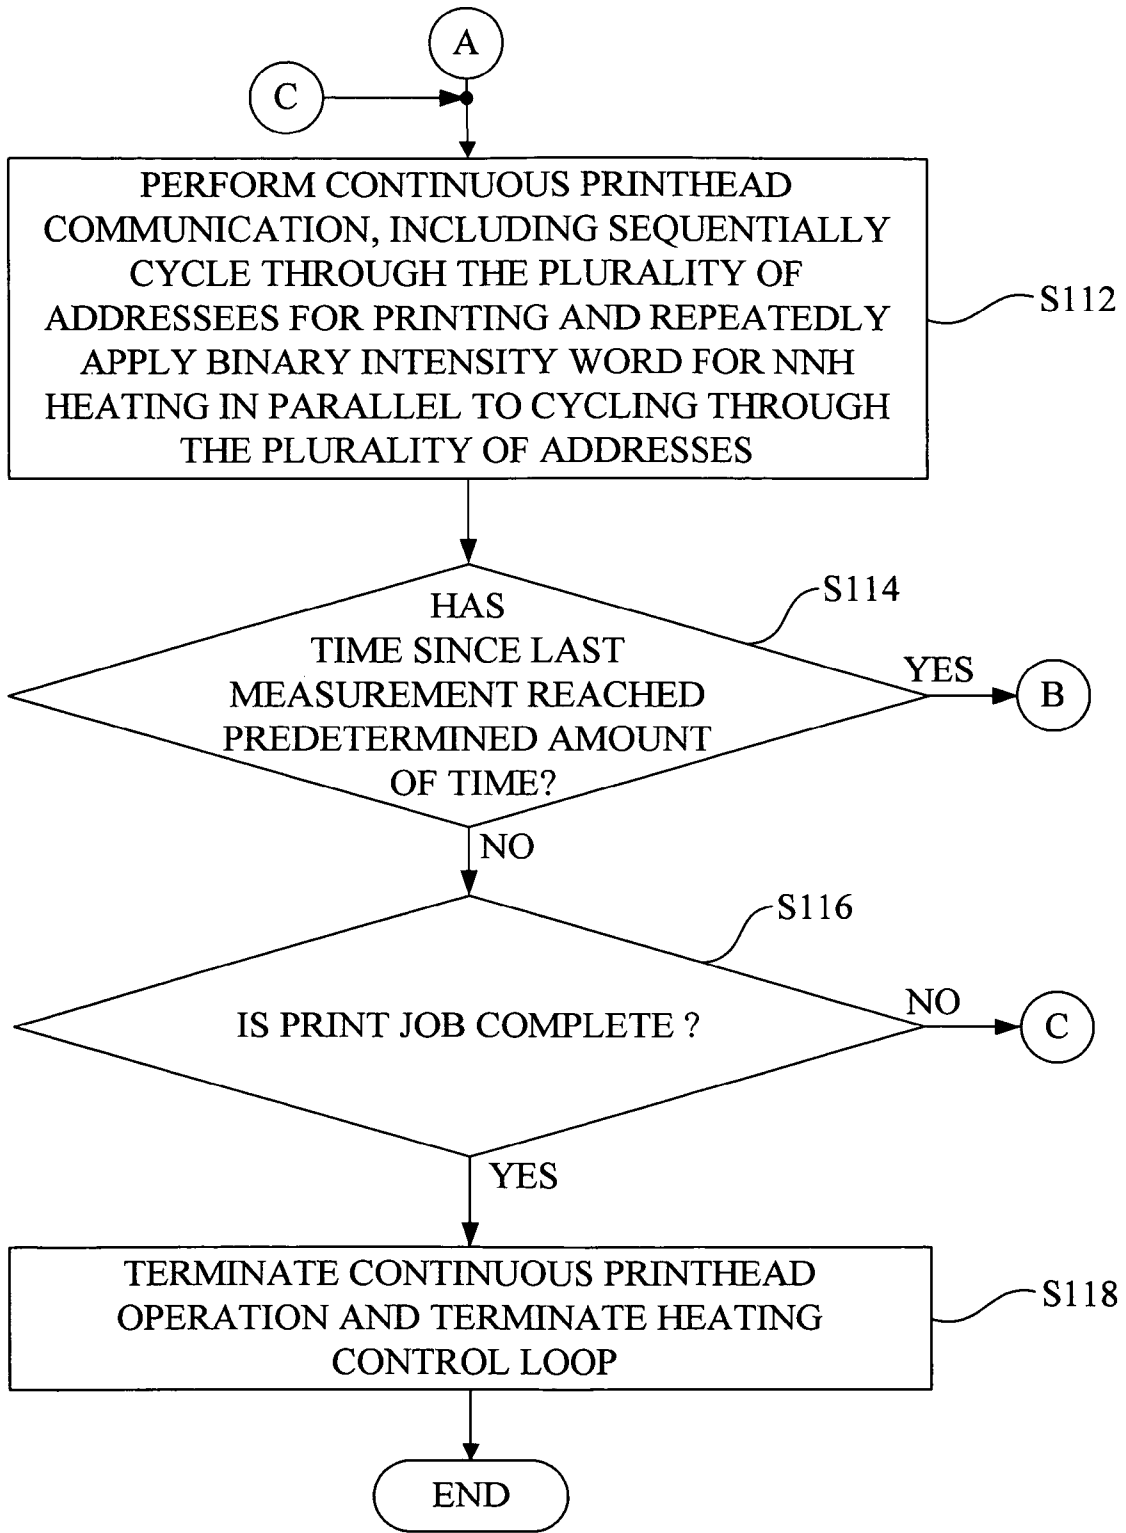 A
C
PERFORM CONTINUOUS PRINTHEAD
COMMUNICATION, INCLUDING SEQUENTIALLY
CYCLE THROUGH THE PLURALITY OF
ADDRESSEES FOR PRINTING AND REPEATEDLY
APPLY BINARY INTENSITY WORD FOR NNH
HEATING IN PARALLEL TO CYCLING THROUGH
THE PLURALITY OF ADDRESSES
S112
S114
HAS
TIME SINCE LAST
MEASUREMENT REACHED
PREDETERMINED AMOUNT
OF TIME?
YES
B
NO
S116
IS PRINT JOB COMPLETE ?
NO
C
YES
TERMINATE CONTINUOUS PRINTHEAD
OPERATION AND TERMINATE HEATING
CONTROL LOOP
S118
END